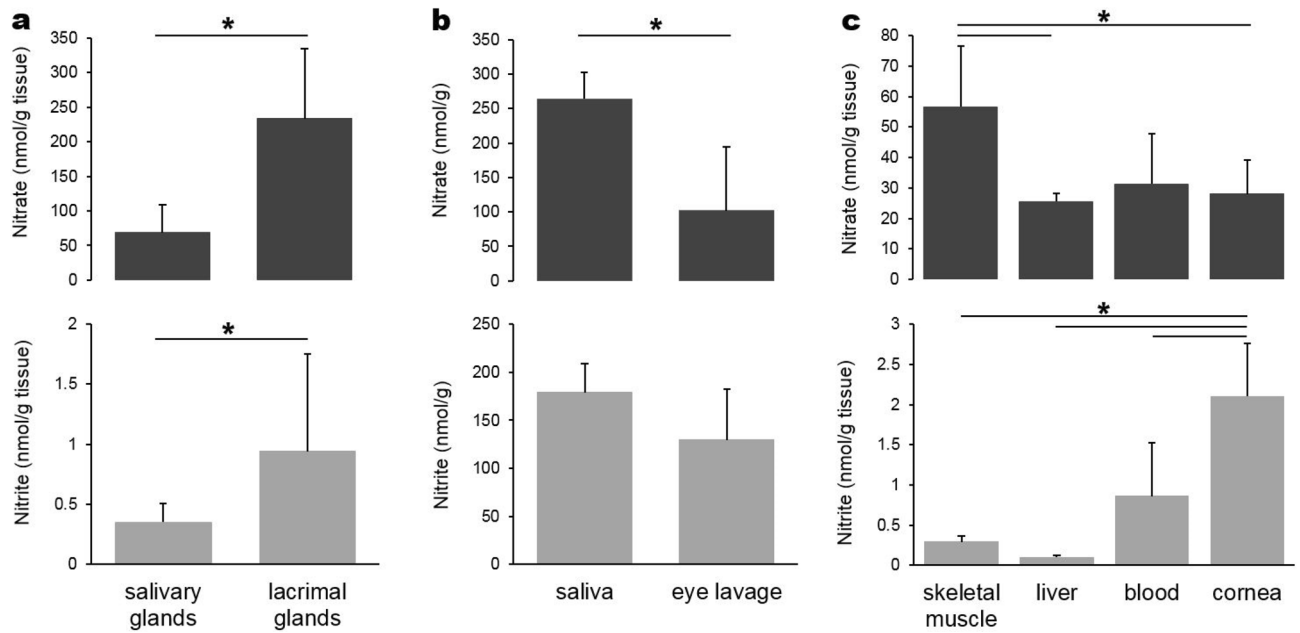 a
*
Nitrate (nmol/g tissue)
350
300
250
200
150
100
50
0
*
Nitrite (nmol/g tissue)
2
1.5
1
0.5
0
salivary
glands
lacrimal
glands
b
*
Nitrate (nmol/g)
350
300
250
200
150
100
50
0
Nitrite (nmol/g)
250
200
150
100
50
0
saliva
eye lavage
c
*
Nitrate (nmol/g tissue)
80
70
60
50
40
30
20
10
0
*
Nitrite (nmol/g tissue)
3
2.5
2
1.5
1
0.5
0
skeletal
muscle
liver
blood
cornea